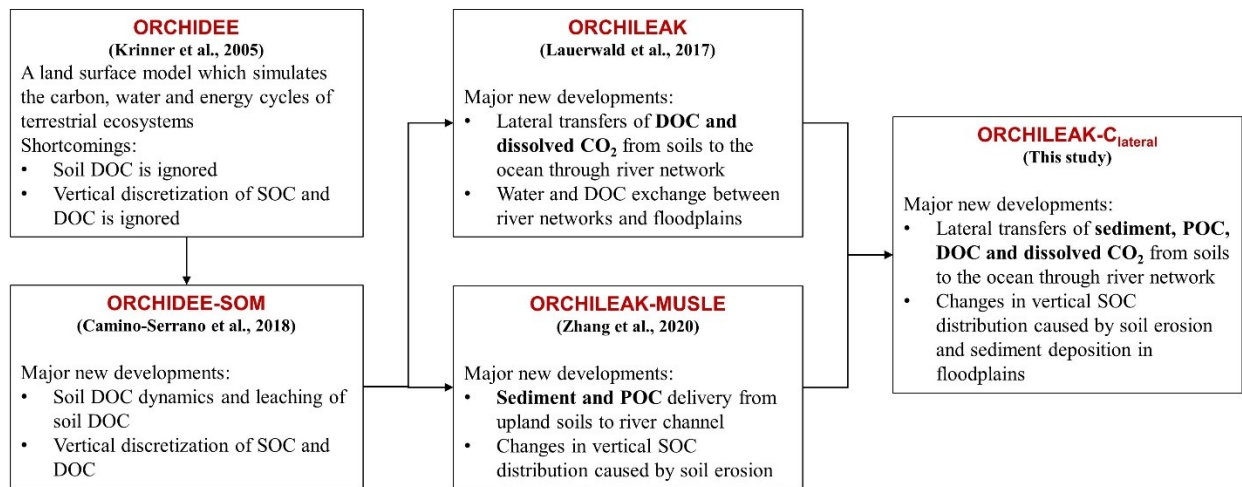 ORCHIDEE
(Krinner et al., 2005)
A land surface model which simulates
the carbon, water and energy cycles of
terrestrial ecosystems
Shortcomings:
• Soil DOC is ignored
• Vertical discretization of SOC and
DOC is ignored
ORCHIDEE-SOM
(Camino-Serrano et al., 2018)
Major new developments:
• Soil DOC dynamics and leaching of
soil DOC
• Vertical discretization of SOC and
DOC
ORCHILEAK
(Lauerwald et al., 2017)
Major new developments:
• Lateral transfers of DOC and
dissolved CO₂ from soils to the
ocean through river network
• Water and DOC exchange between
river networks and floodplains
ORCHILEAK-MUSLE
(Zhang et al., 2020)
Major new developments:
• Sediment and POC delivery from
upland soils to river channel
• Changes in vertical SOC
distribution caused by soil erosion
ORCHILEAK-Clateral
(This study)
Major new developments:
• Lateral transfers of sediment, POC,
DOC and dissolved CO₂ from soils
to the ocean through river network
• Changes in vertical SOC
distribution caused by soil erosion
and sediment deposition in
floodplains